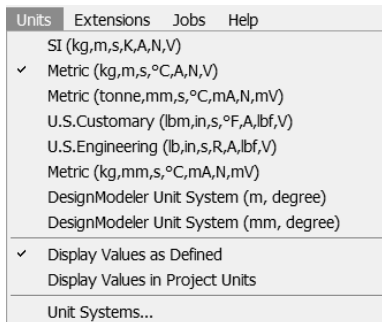 Units Extensions Jobs Help
SI (kg,m,s,K,A,N,V)
Metric (kg,m,s,°C,A,N,V)
Metric (tonne,mm,s,°C,mA,N,mV)
U.S.Customary (lbm,in,s,°F,A,lbf,V)
U.S.Engineering (lb,in,s,R,A,lbf,V)
Metric (kg,mm,s,°C,mA,N,mV)
DesignModeler Unit System (m, degree)
DesignModeler Unit System (mm, degree)
Display Values as Defined
Display Values in Project Units
Unit Systems...